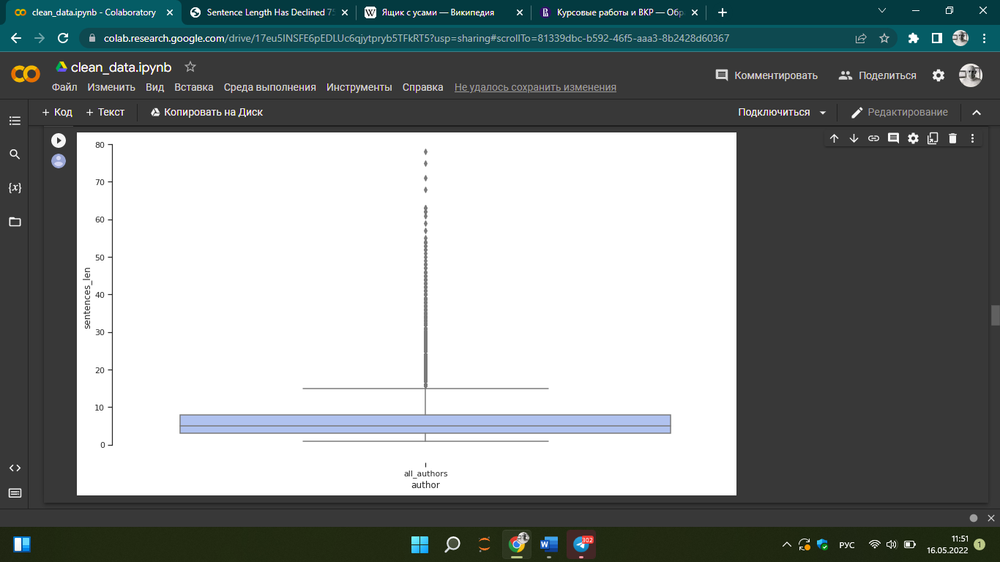 clean_data.ipynb - Colaboratory
Sentence Length Has Declined 75
Ящик с усами — Википедия
Курсовые работы и ВКР — Обр
colab.research.google.com/drive/17eu5INSFE6pEDLUc6qjytpryb5TFkRT5?usp=sharing#scrollTo=81339dbc-b592-46f5-aaa3-8b2428d60367
clean_data.ipynb
Комментировать
Поделиться
Файл Изменить Вид Вставка Среда выполнения Инструменты Справка Не удалось сохранить изменения
+ Код + Текст Копировать на Диск
Подключиться
Редактирование
{x}
80
70
60
50
40
30
20
10
0
sentences_len
all_authors
author
W
302
РУС
11:51
16.05.2022
1